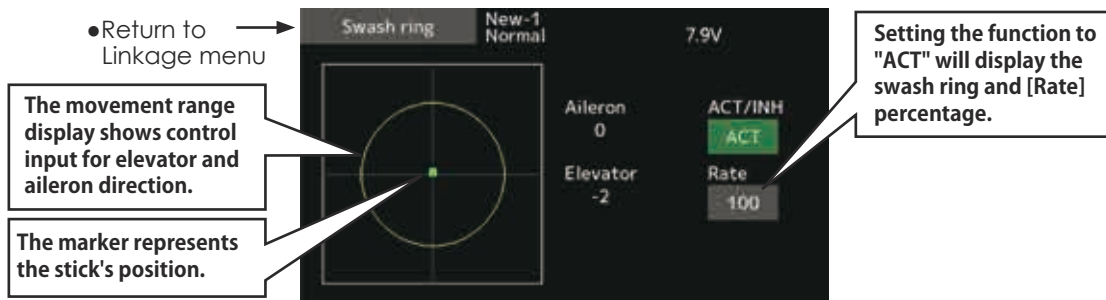 ●Return to
Linkage menu
The movement range
display shows control
input for elevator and
aileron direction.
The marker represents
the stick's position.
Swash ring
New-1
Normal
7.9V
Aileron
0
Elevator
-2
ACT/INH
ACT
Rate
100
Setting the function to
"ACT" will display the
swash ring and [Rate]
percentage.